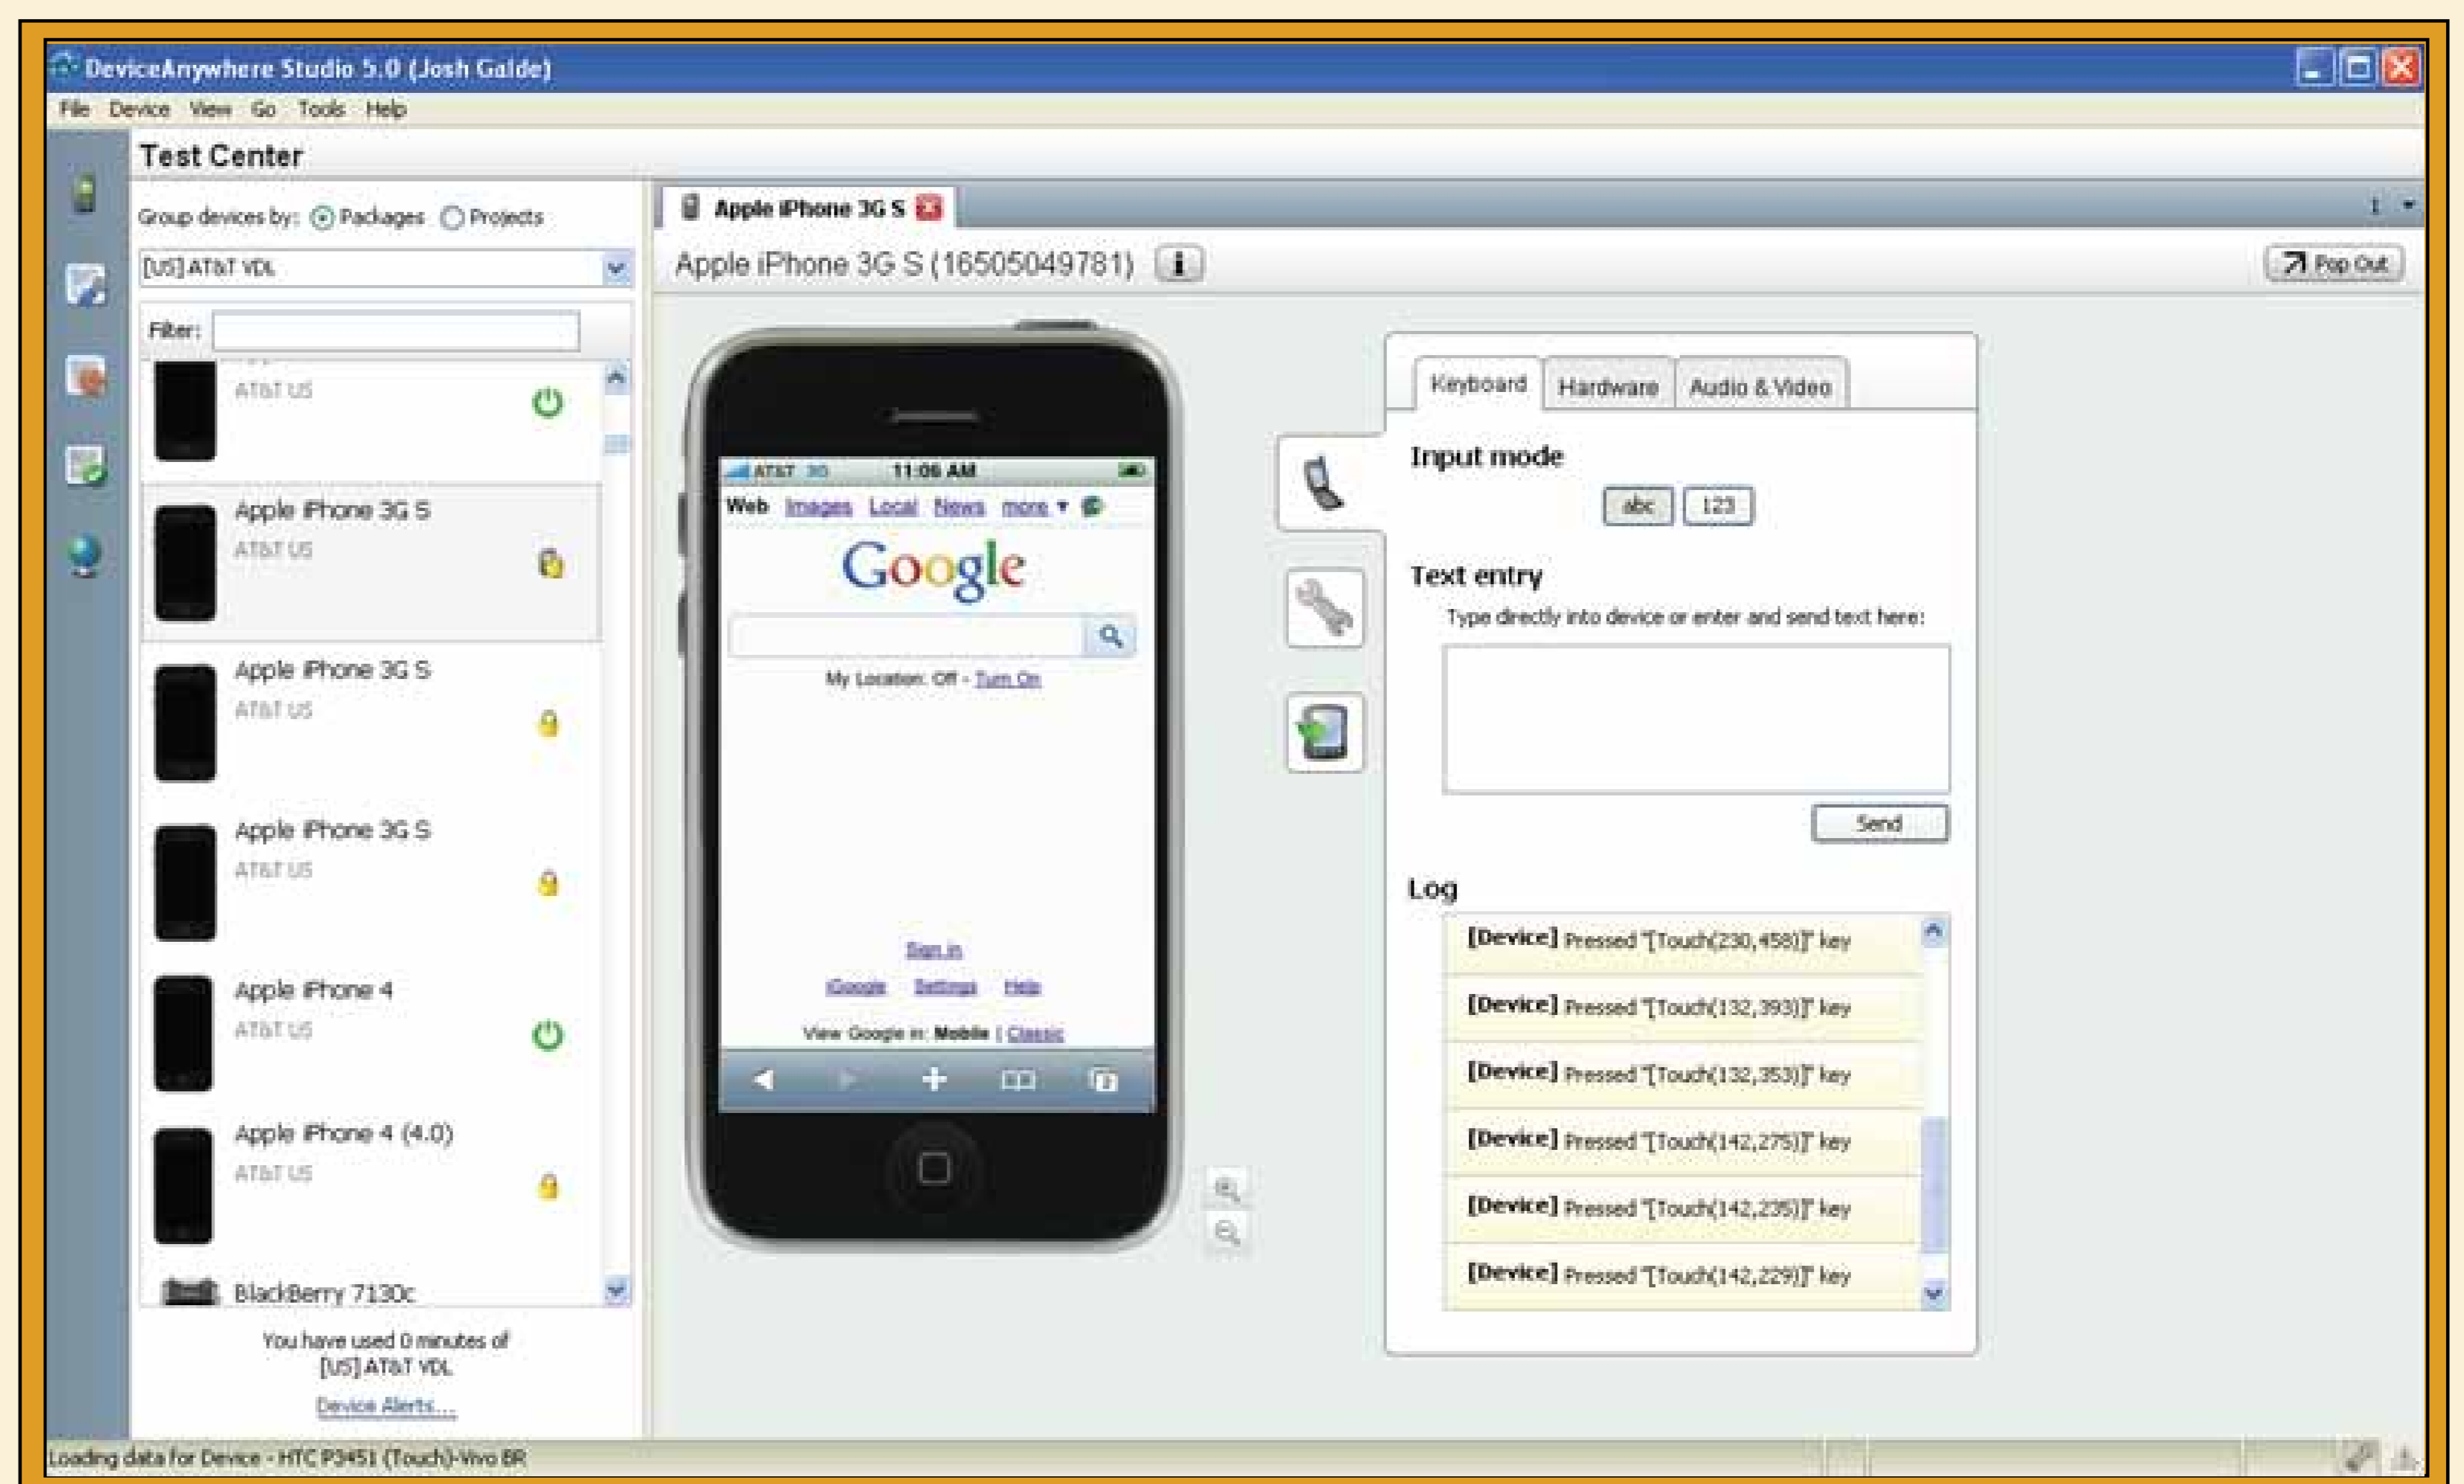 DeviceAnywhere Studio 5.0 (Josh Galde)
File Device View Go Tools Help
Test Center
Group devices by: Packages Projects
[US] AT&T VDL
Filter:
AT&T US
Apple iPhone 3G S
AT&T US
Apple iPhone 3G S
AT&T US
Apple iPhone 3G S
AT&T US
Apple iPhone 4
AT&T US
Apple iPhone 4 (4.0)
AT&T US
BlackBerry 7130c
You have used 0 minutes of
[US] AT&T VDL
Device Alerts...
Apple iPhone 3G S
1
Apple iPhone 3G S (16505049781) i
Pop Out
AT&T 3G 11:06 AM
Web Images Local News more
Google
My Location: Off - Turn On
Sign in
iGoogle Settings Help
View Google in: Mobile | Classic
Keyboard Hardware Audio & Video
Input mode
abc 123
Text entry
Type directly into device or enter and send text here:
Send
Log
[Device] Pressed "[Touch(230,458)]" key
[Device] Pressed "[Touch(132,393)]" key
[Device] Pressed "[Touch(132,353)]" key
[Device] Pressed "[Touch(142,275)]" key
[Device] Pressed "[Touch(142,235)]" key
[Device] Pressed "[Touch(142,229)]" key
Loading data for Device - HTC P3451 (Touch)-Vivo BR